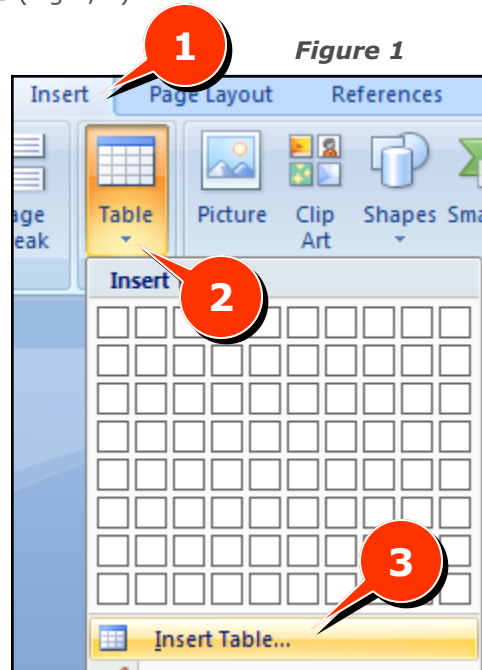 1
Figure 1
Insert Page Layout References
Table Picture Clip Art Shapes
Insert
2
3
Insert Table...